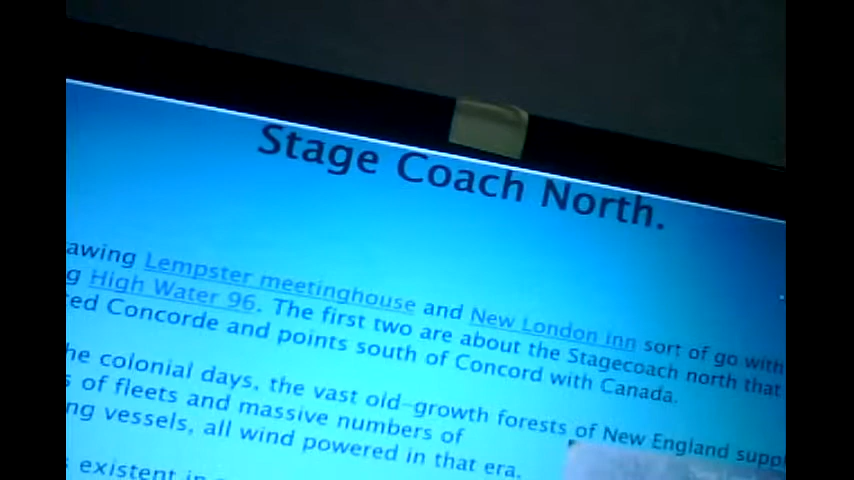 Stage Coach North.
awing Lempster meetinghouse and New London inn sort of go with
g High Water 96. The first two are about the Stagecoach north that
ed Concorde and points south of Concord with Canada.
he colonial days, the vast old-growth forests of New England suppl
s of fleets and massive numbers of
ng vessels, all wind powered in that era.
s existent in